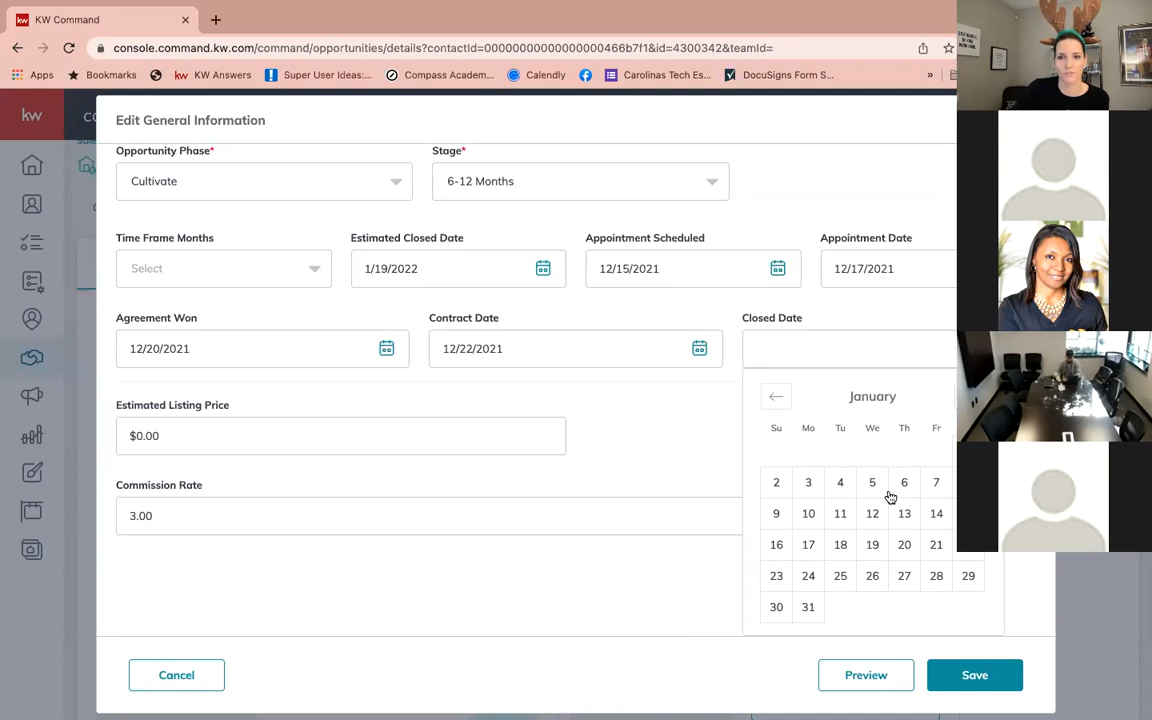 KW Command
console.command.kw.com/command/opportunities/details?contactId=00000000000000000466b7f1&id=4300342&teamId=
Apps
Bookmarks
KW Answers
Super User Ideas:...
Compass Academ...
Calendly
Carolinas Tech Es...
DocuSigns Form S...
»
kw
Edit General Information
Opportunity Phase*
Stage*
Cultivate
6-12 Months
Time Frame Months
Estimated Closed Date
Appointment Scheduled
Appointment Date
Select
1/19/2022
12/15/2021
12/17/2021
Agreement Won
Contract Date
Closed Date
12/20/2021
12/22/2021
January
Su Mo Tu We Th Fr
2 3 4 5 6 7
9 10 11 12 13 14
16 17 18 19 20 21
23 24 25 26 27 28 29
30 31
Estimated Listing Price
$0.00
Commission Rate
3.00
Cancel
Preview
Save